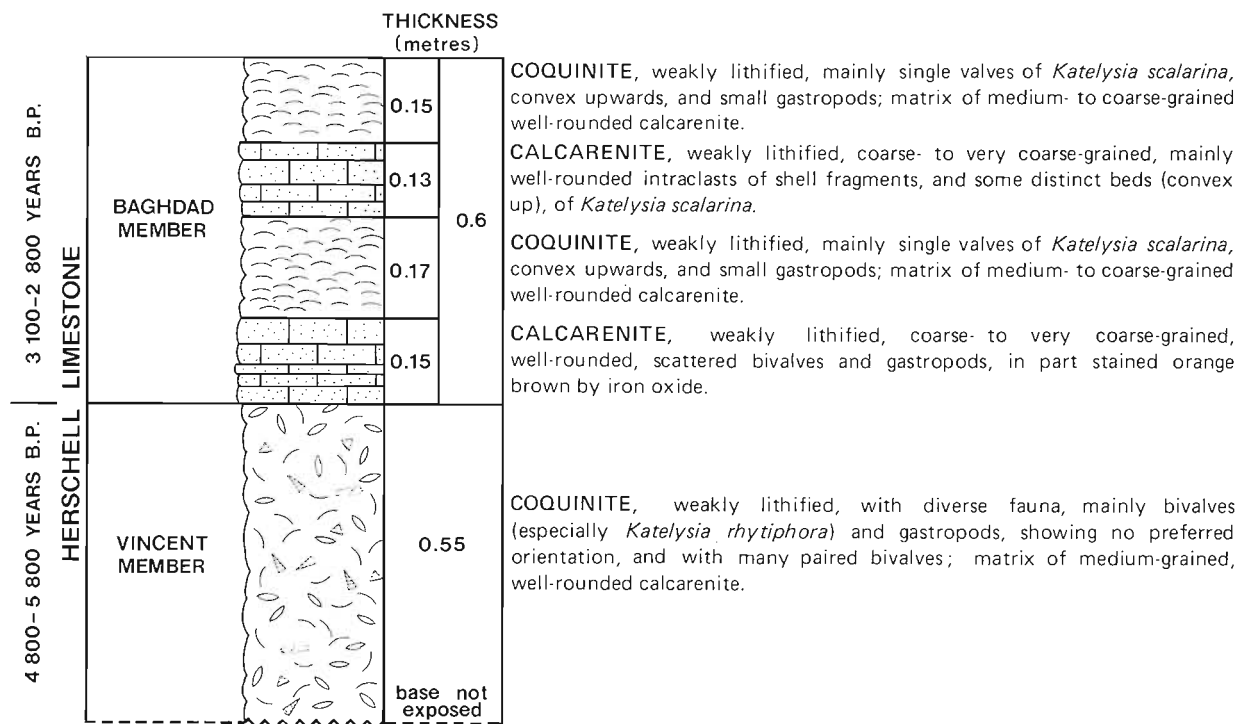 THICKNESS
(metres)
3 100–2 800 YEARS B.P.
4 800–5 800 YEARS B.P.
HERSCHELL LIMESTONE
BAGHDAD
MEMBER
VINCENT
MEMBER
0.15
0.13
0.17
0.15
0.6
0.55
base not
exposed
COQUINITE, weakly lithified, mainly single valves of Katelysia scalarina,
convex upwards, and small gastropods; matrix of medium- to coarse-grained
well-rounded calcarenite.
CALCARENITE, weakly lithified, coarse- to very coarse-grained, mainly
well-rounded intraclasts of shell fragments, and some distinct beds (convex
up), of Katelysia scalarina.
COQUINITE, weakly lithified, mainly single valves of Katelysia scalarina,
convex upwards, and small gastropods; matrix of medium- to coarse-grained
well-rounded calcarenite.
CALCARENITE, weakly lithified, coarse- to very coarse-grained,
well-rounded, scattered bivalves and gastropods, in part stained orange
brown by iron oxide.
COQUINITE, weakly lithified, with diverse fauna, mainly bivalves
(especially Katelysia rhytiphora) and gastropods, showing no preferred
orientation, and with many paired bivalves; matrix of medium-grained,
well-rounded calcarenite.